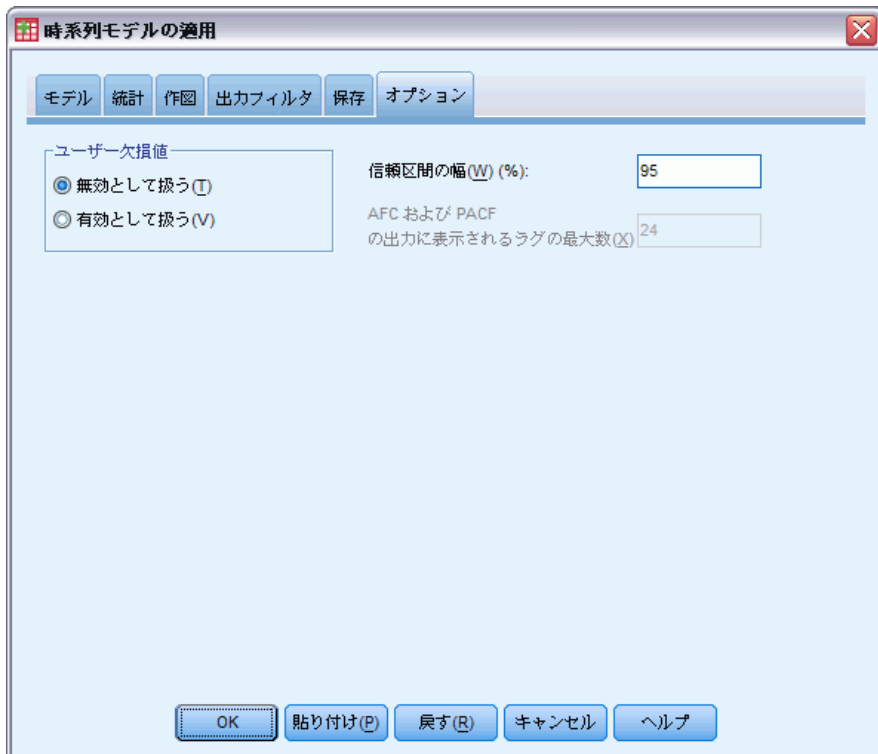 時系列モデルの適用
モデル 統計 作図 出力フィルタ 保存 オプション
ユーザー欠損値
無効として扱う(T)
有効として扱う(V)
信頼区間の幅(W) (%): 95
AFC および PACF
の出力に表示されるラグの最大数(X) 24
OK 貼り付け(P) 戻す(R) キャンセル ヘルプ